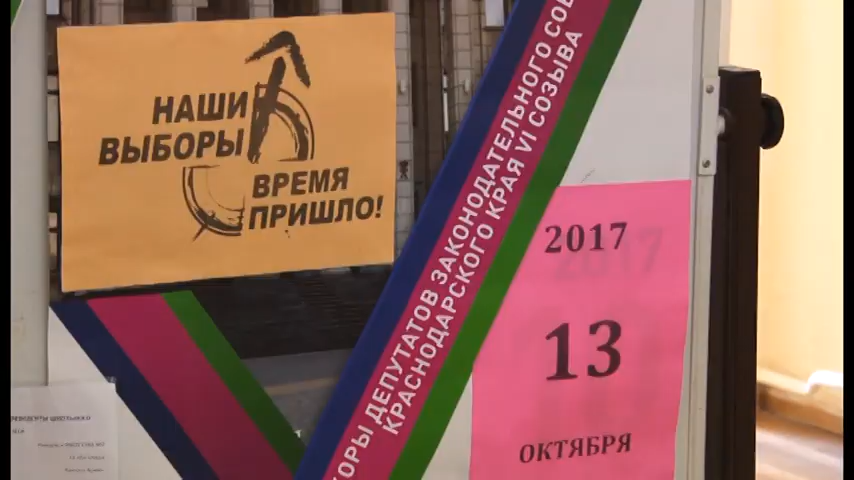 НАШИ
ВЫБОРЫ
ВРЕМЯ
ПРИШЛО!
ОРЫ ДЕПУТАТОВ ЗАКОНОДАТЕЛЬНОГО СОБ
КРАСНОДАРСКОГО КРАЯ VI СОЗЫВА
2017
13
ОКТЯБРЯ